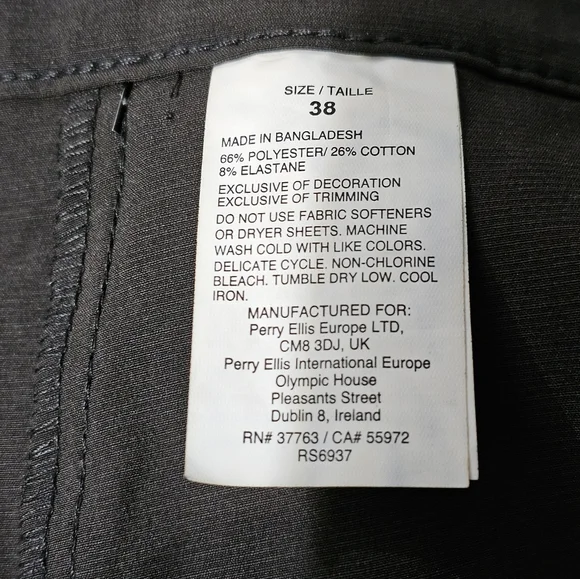 SIZE / TAILLE
38
MADE IN BANGLADESH
66% POLYESTER/ 26% COTTON
8% ELASTANE
EXCLUSIVE OF DECORATION
EXCLUSIVE OF TRIMMING
DO NOT USE FABRIC SOFTENERS
OR DRYER SHEETS. MACHINE
WASH COLD WITH LIKE COLORS.
DELICATE CYCLE. NON-CHLORINE
BLEACH. TUMBLE DRY LOW. COOL
IRON.
MANUFACTURED FOR:
Perry Ellis Europe LTD,
CM8 3DJ, UK
Perry Ellis International Europe
Olympic House
Pleasants Street
Dublin 8, Ireland
RN# 37763 / CA# 55972
RS6937